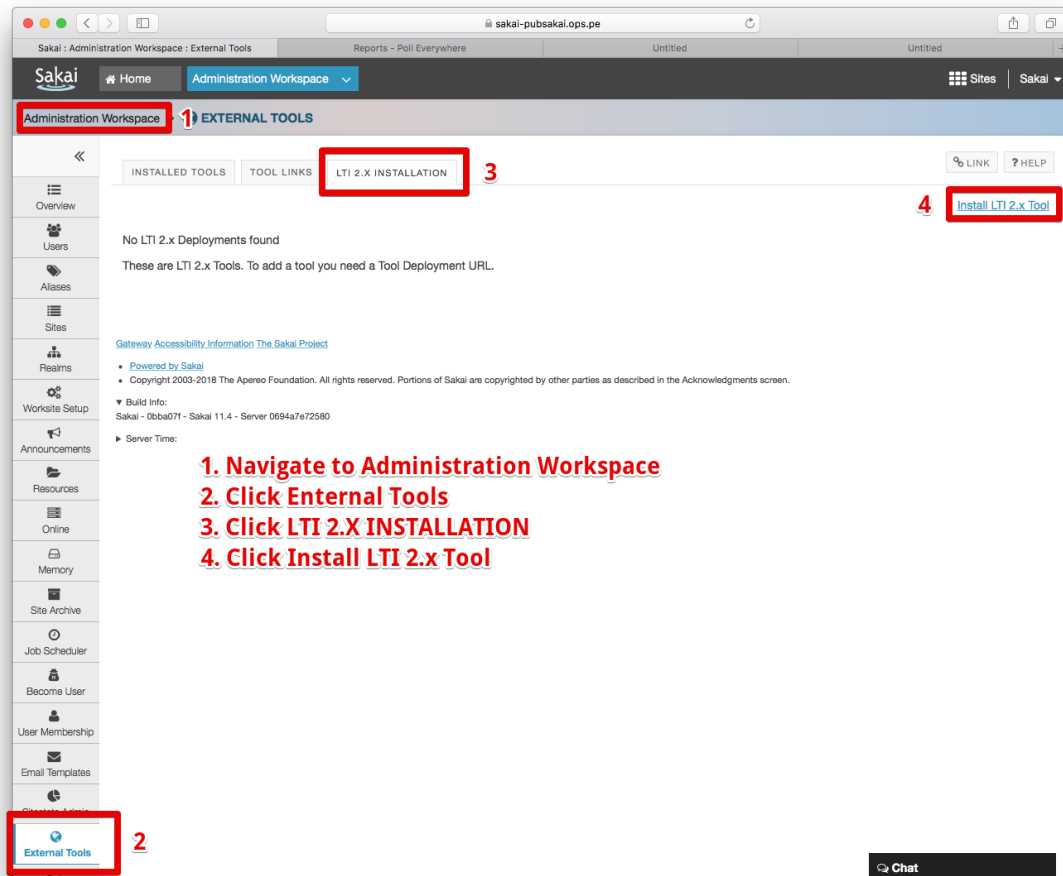 sakai-pubsakai.ops.pe
Sakai : Administration Workspace : External Tools
Reports - Poll Everywhere
Untitled
Untitled
Sakai
Home
Administration Workspace
Sites
Sakai
Administration Workspace
1
EXTERNAL TOOLS
INSTALLED TOOLS
TOOL LINKS
LTI 2.X INSTALLATION
3
LINK
? HELP
4
Install LTI 2.x Tool
Overview
Users
Aliases
Sites
Realms
Worksite Setup
Announcements
Resources
Online
Memory
Site Archive
Job Scheduler
Become User
User Membership
Email Templates
Sitestats Admin
External Tools
2
No LTI 2.x Deployments found
These are LTI 2.x Tools. To add a tool you need a Tool Deployment URL.
Gateway Accessibility Information The Sakai Project
• Powered by Sakai
• Copyright 2003-2018 The Apereo Foundation. All rights reserved. Portions of Sakai are copyrighted by other parties as described in the Acknowledgments screen.
▼ Build Info:
Sakai - 0bba07f - Sakai 11.4 - Server 0694a7e72580
► Server Time:
1. Navigate to Administration Workspace
2. Click Enternal Tools
3. Click LTI 2.X INSTALLATION
4. Click Install LTI 2.x Tool
Chat